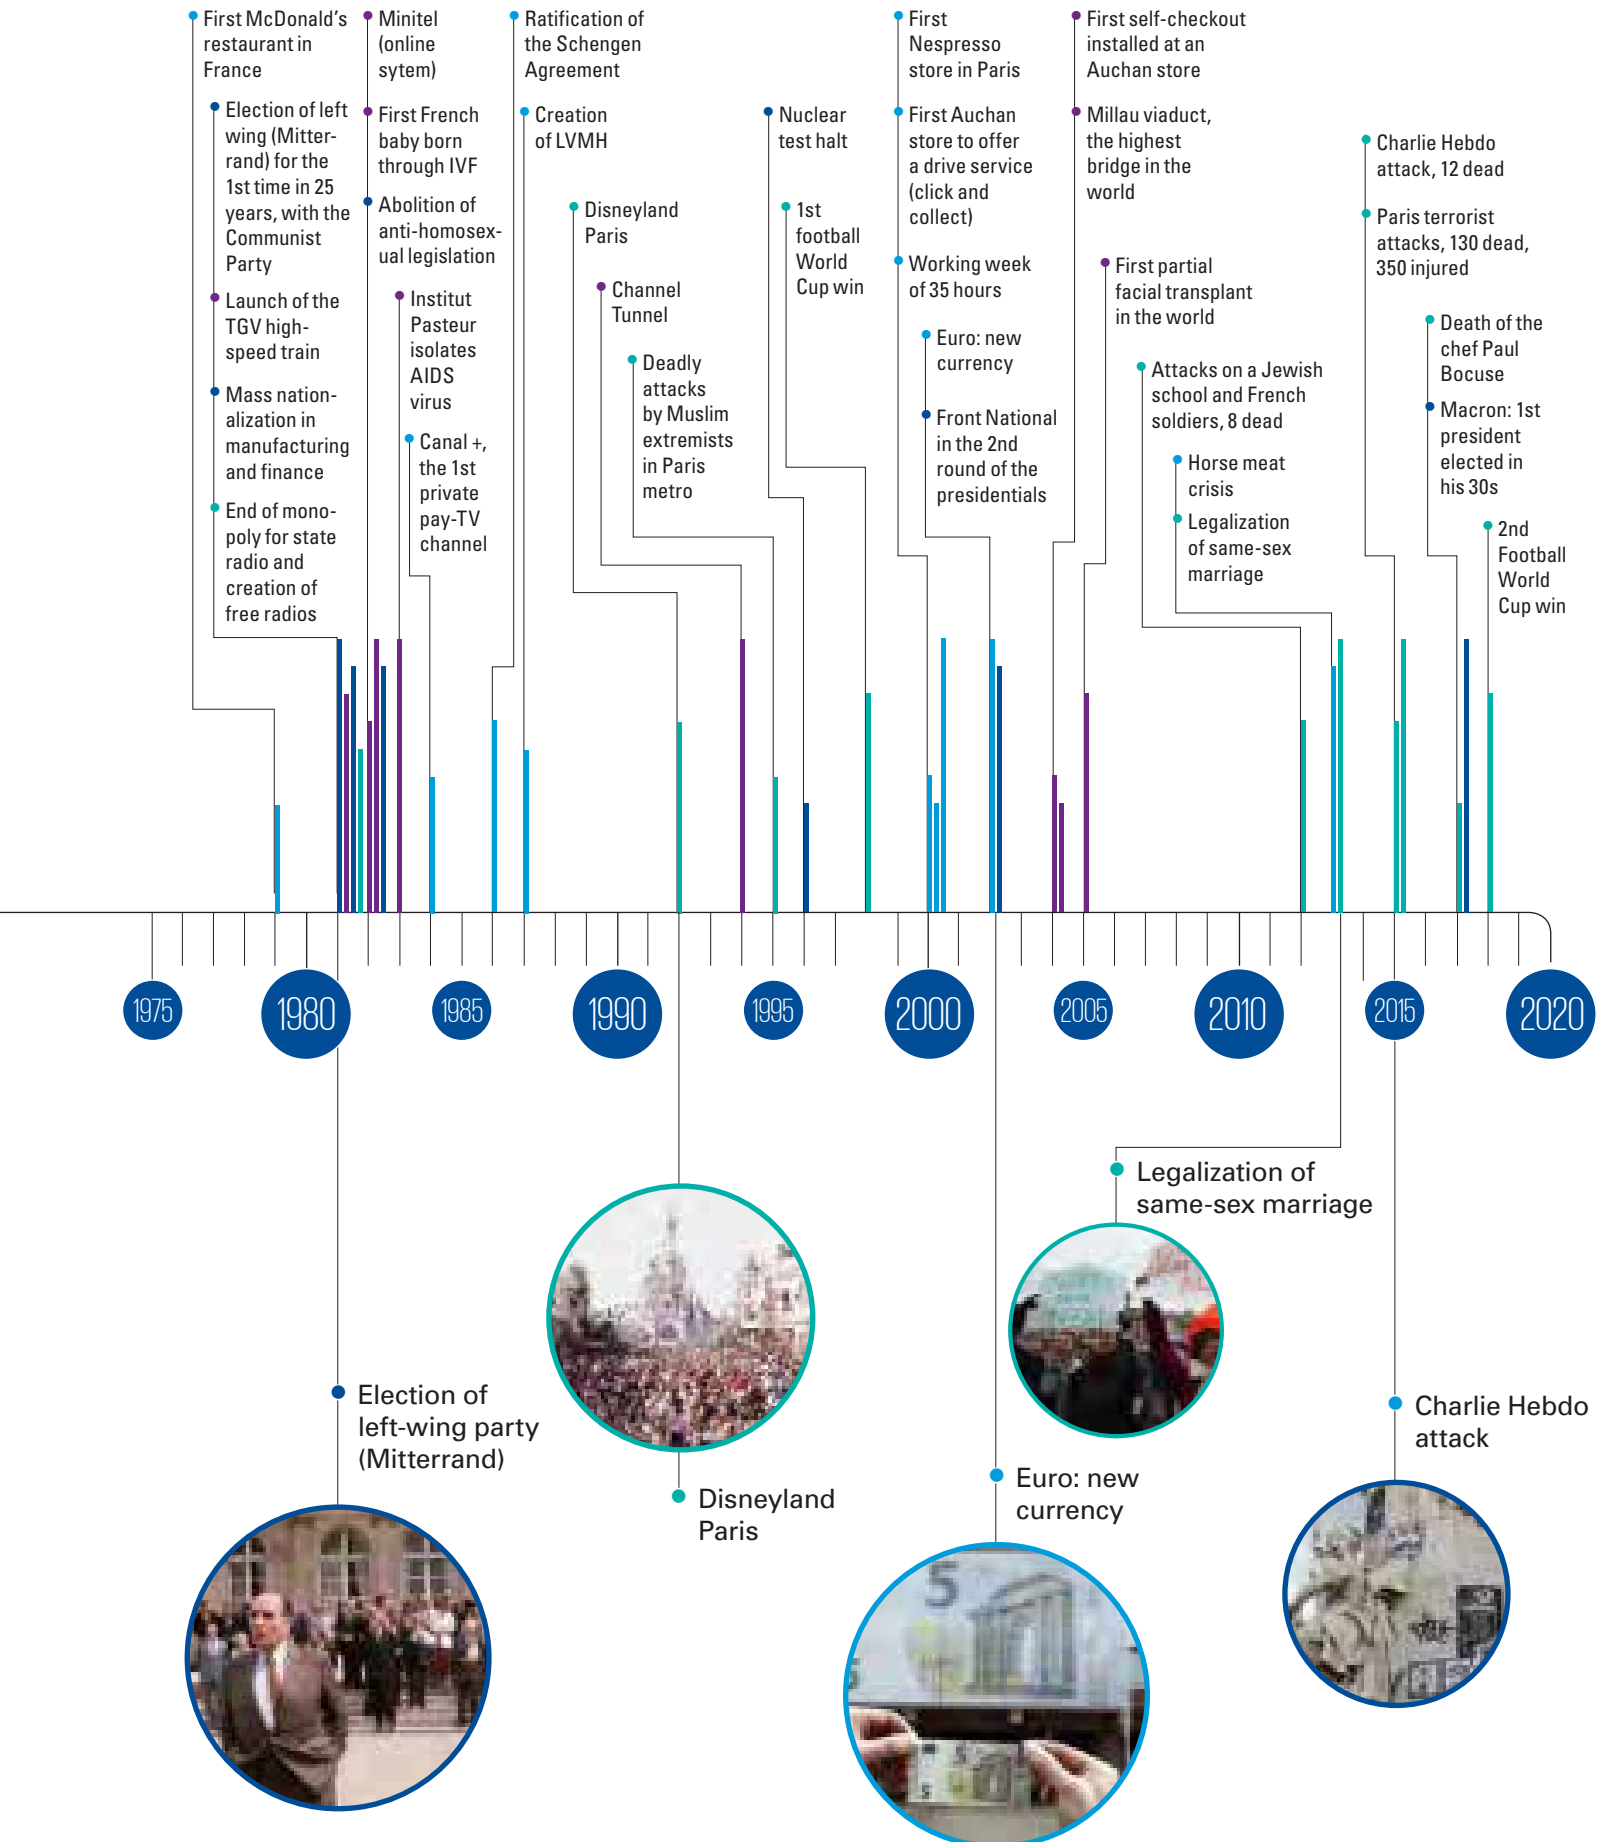 First McDonald's
restaurant in
France
Election of left
wing (Mitter-
rand) for the
1st time in 25
years, with the
Communist
Party
Launch of the
TGV high-
speed train
Mass nation-
alization in
manufacturing
and finance
End of mono-
poly for state
radio and
creation of
free radios
Minitel
(online
sytem)
First French
baby born
through IVF
Abolition of
anti-homosex-
ual legislation
Institut
Pasteur
isolates
AIDS
virus
Canal +,
the 1st
private
pay-TV
channel
Ratification of
the Schengen
Agreement
Creation
of LVMH
Disneyland
Paris
Channel
Tunnel
Deadly
attacks
by Muslim
extremists
in Paris
metro
Nuclear
test halt
1st
football
World
Cup win
First
Nespresso
store in Paris
First Auchan
store to offer
a drive service
(click and
collect)
Working week
of 35 hours
Euro: new
currency
Front National
in the 2nd
round of the
presidentials
First self-checkout
installed at an
Auchan store
Millau viaduct,
the highest
bridge in the
world
First partial
facial transplant
in the world
Attacks on a Jewish
school and French
soldiers, 8 dead
Horse meat
crisis
Legalization
of same-sex
marriage
Charlie Hebdo
attack, 12 dead
Paris terrorist
attacks, 130 dead,
350 injured
Death of the
chef Paul
Bocuse
Macron: 1st
president
elected in
his 30s
2nd
Football
World
Cup win
1975
1980
1985
1990
1995
2000
2005
2010
2015
2020
Legalization of
same-sex marriage
Election of
left-wing party
(Mitterrand)
Disneyland
Paris
Euro: new
currency
Charlie Hebdo
attack
5
5